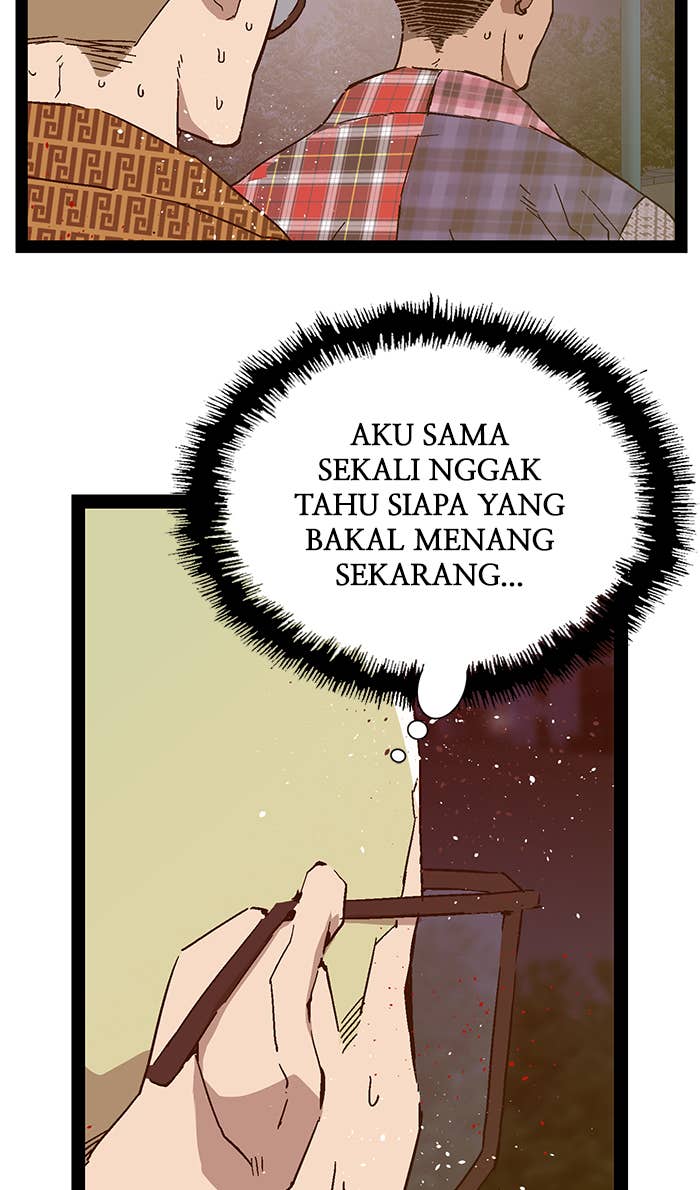 AKU SAMA
SEKALI NGGAK
TAHU SIAPA YANG
BAKAL MENANG
SEKARANG...